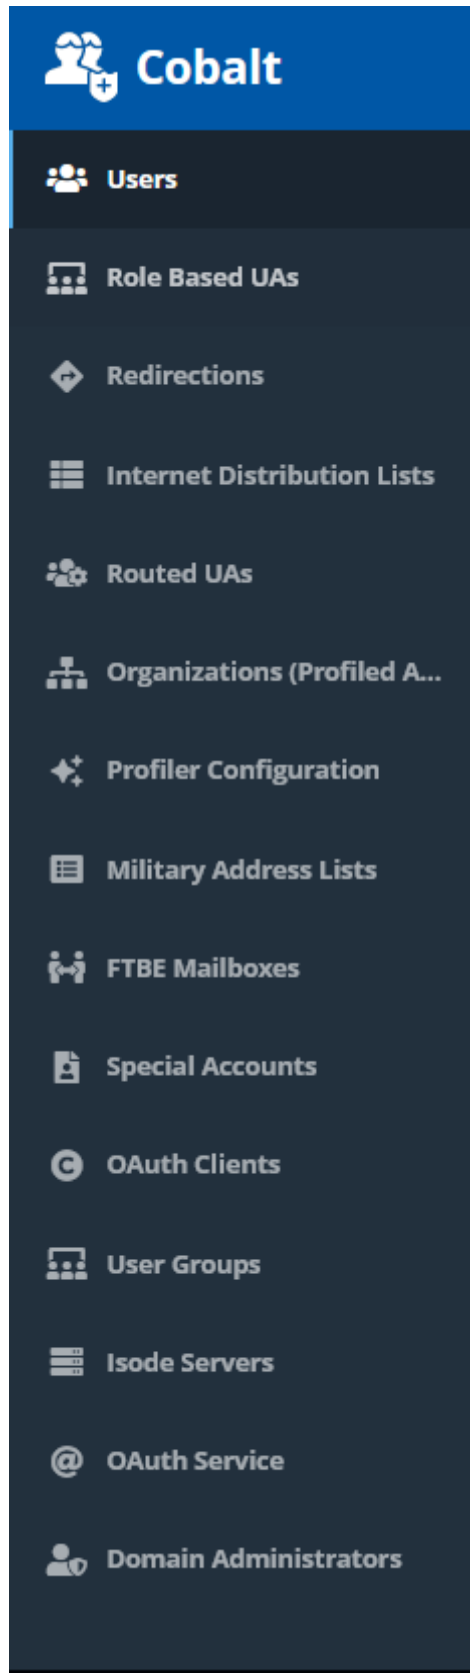 Cobalt
Users
Role Based UAs
Redirections
Internet Distribution Lists
Routed UAs
Organizations (Profiled A...
Profiler Configuration
Military Address Lists
FTBE Mailboxes
Special Accounts
OAuth Clients
User Groups
Isode Servers
OAuth Service
Domain Administrators